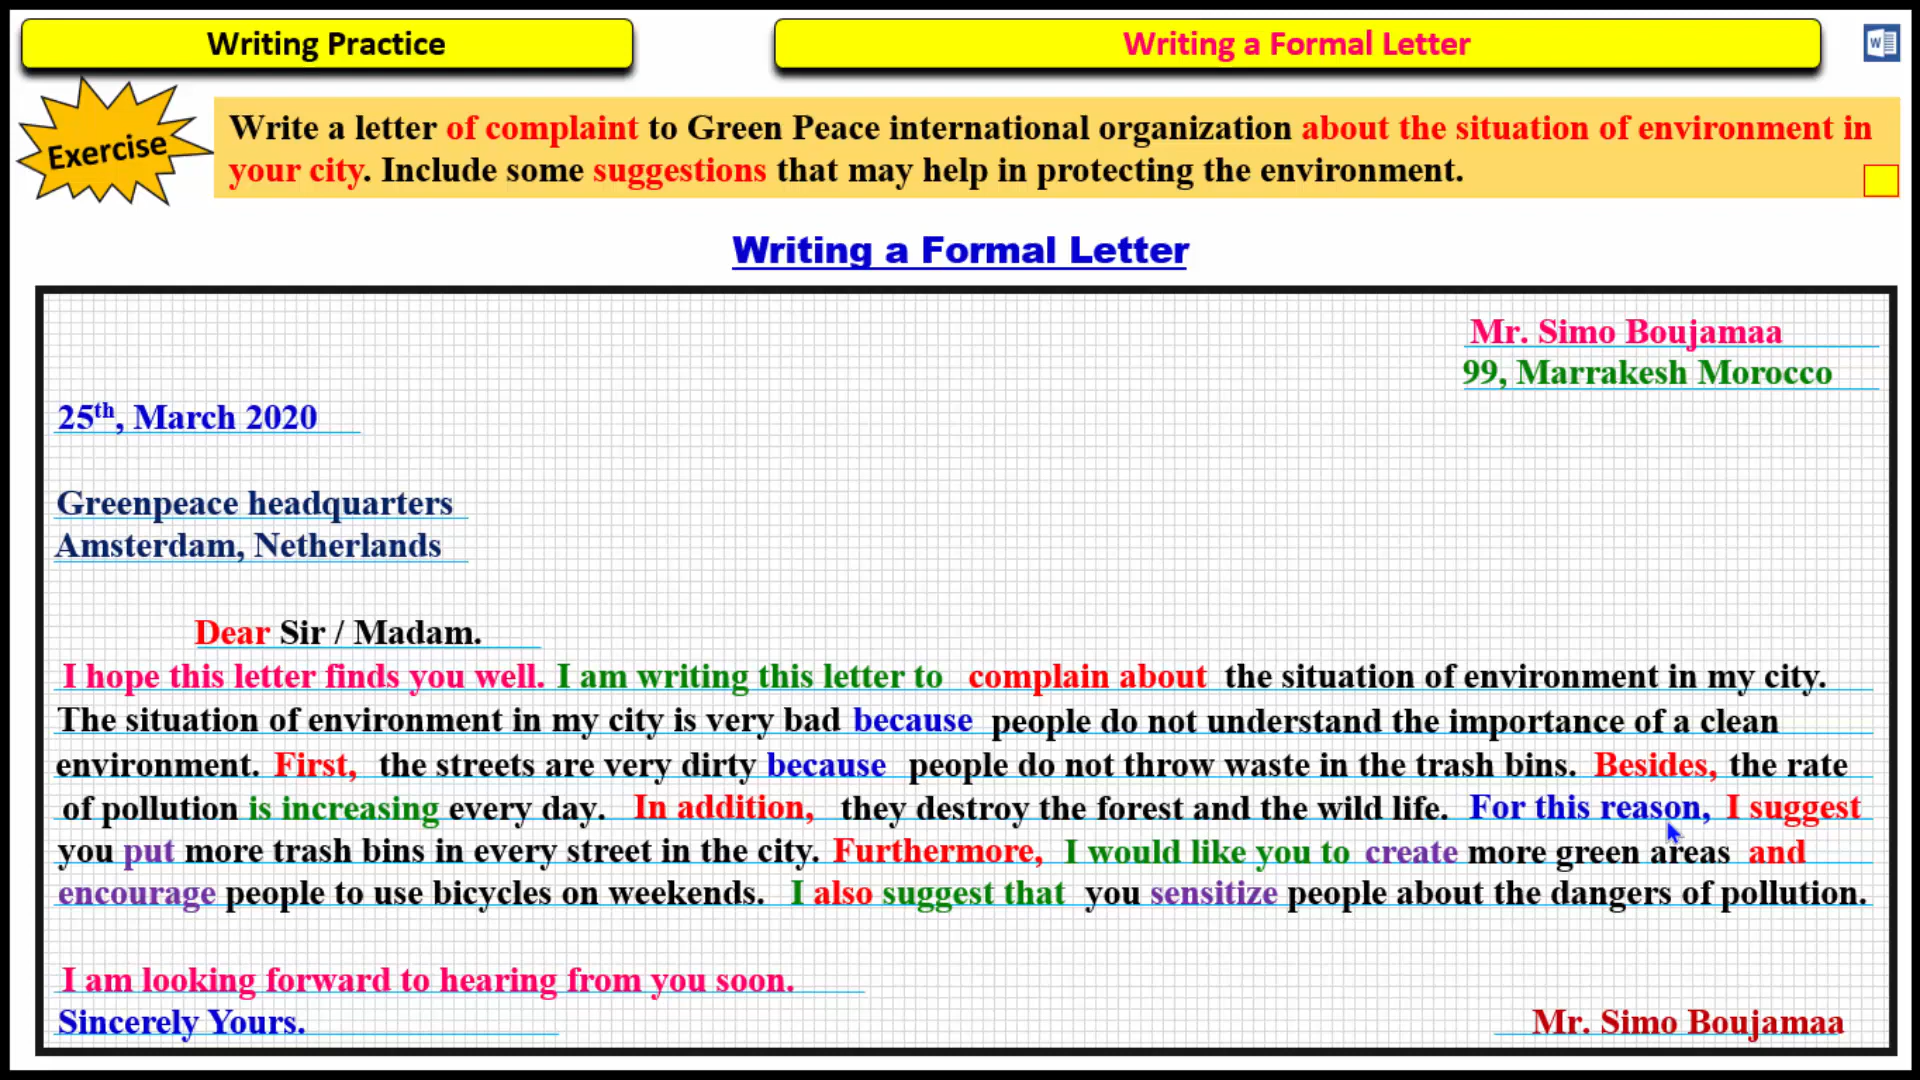 Writing Practice
Writing a Formal Letter
W
Exercise
Write a letter of complaint to Green Peace international organization about the situation of environment in
your city. Include some suggestions that may help in protecting the environment.
Writing a Formal Letter
Mr. Simo Boujamaa
99, Marrakesh Morocco
25th, March 2020
Greenpeace headquarters
Amsterdam, Netherlands
Dear Sir / Madam.
I hope this letter finds you well. I am writing this letter to complain about the situation of environment in my city.
The situation of environment in my city is very bad because people do not understand the importance of a clean
environment. First, the streets are very dirty because people do not throw waste in the trash bins. Besides, the rate
of pollution is increasing every day. In addition, they destroy the forest and the wild life. For this reason, I suggest
you put more trash bins in every street in the city. Furthermore, I would like you to create more green areas and
encourage people to use bicycles on weekends. I also suggest that you sensitize people about the dangers of pollution.
I am looking forward to hearing from you soon.
Sincerely Yours.
Mr. Simo Boujamaa